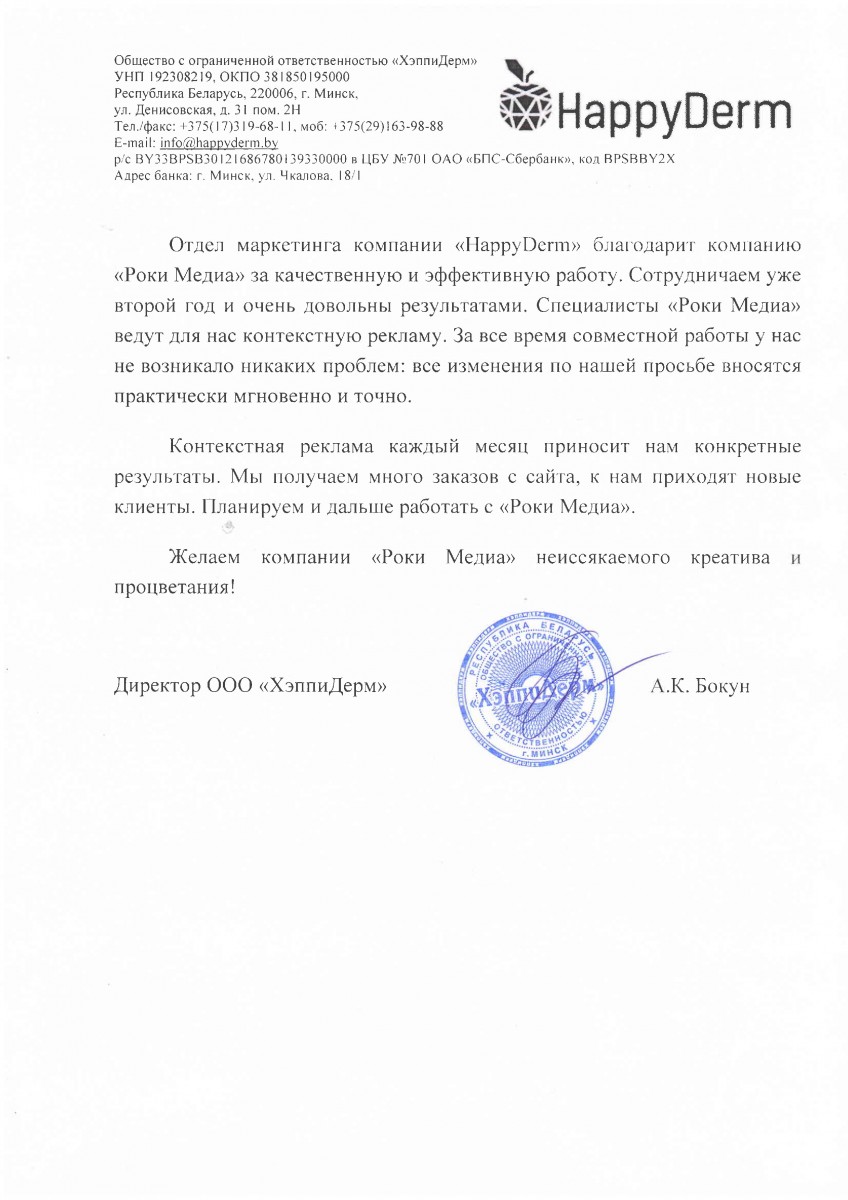 Общество с ограниченной ответственностью «ХэппиДерм»
УНП 192308219, ОКПО 381850195000
Республика Беларусь, 220006, г. Минск,
ул. Денисовская, д. 31 пом. 2Н
Тел./факс: +375(17)319-68-11, моб: +375(29)163-98-88
E-mail: info@happyderm.by
р/с BY33BPSB30121686780139330000 в ЦБУ №701 ОАО «БПС-Сбербанк», код BPSBBY2X
Адрес банка: г. Минск, ул. Чкалова, 18/1
HappyDerm
Отдел маркетинга компании «HappyDerm» благодарит компанию
«Роки Медиа» за качественную и эффективную работу. Сотрудничаем уже
второй год и очень довольны результатами. Специалисты «Роки Медиа»
ведут для нас контекстную рекламу. За все время совместной работы у нас
не возникало никаких проблем: все изменения по нашей просьбе вносятся
практически мгновенно и точно.
Контекстная реклама каждый месяц приносит нам конкретные
результаты. Мы получаем много заказов с сайта, к нам приходят новые
клиенты. Планируем и дальше работать с «Роки Медиа».
Желаем компании «Роки Медиа» неиссякаемого креатива и
процветания!
Директор ООО «ХэппиДерм»
А.К. Бокун
РЕСПУБЛИКА БЕЛАРУСЬ
ОБЩЕСТВО С ОГРАНИЧЕННОЙ
«ХэппиДерм»
ОТВЕТСТВЕННОСТЬЮ
г. МИНСК